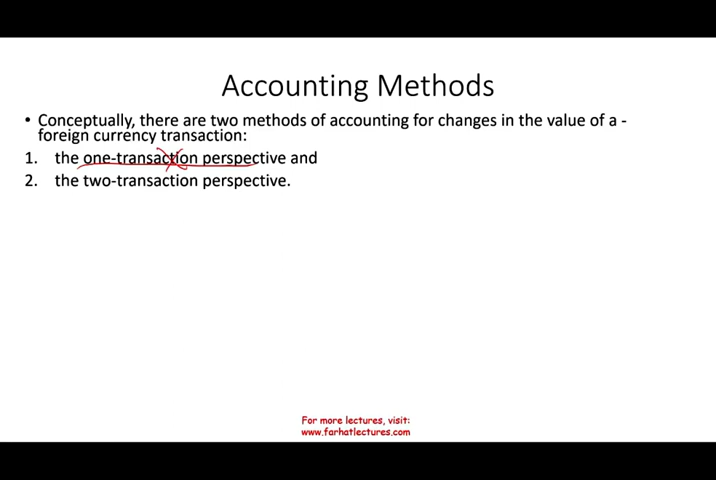 Accounting Methods
• Conceptually, there are two methods of accounting for changes in the value of a -
foreign currency transaction:
1. the one-transaction perspective and
2. the two-transaction perspective.
For more lectures, visit:
www.farhatlectures.com